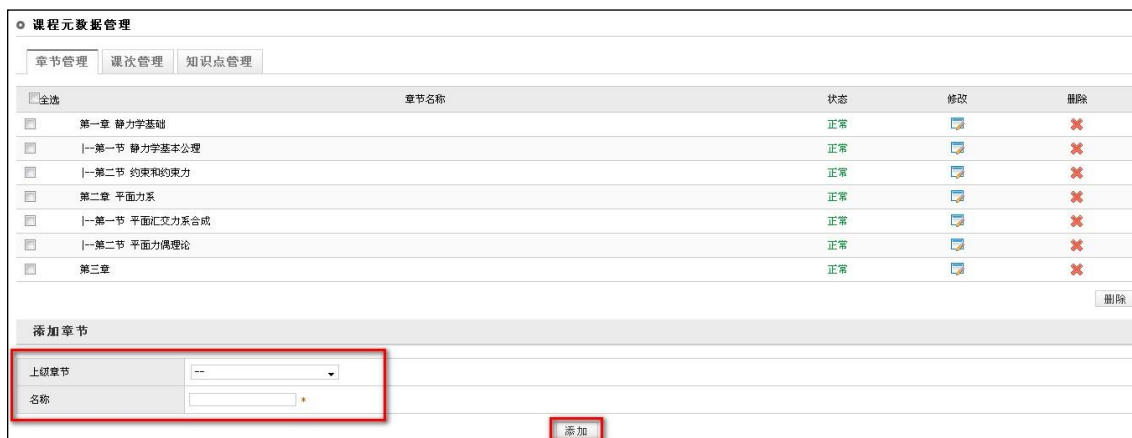 课程元数据管理
章节管理 课次管理 知识点管理
全选 章节名称 状态 修改 删除
第一章 静力学基础 正常
|--第一节 静力学基本公理 正常
|--第二节 约束和约束力 正常
第二章 平面力系 正常
|--第一节 平面汇交力系合成 正常
|--第二节 平面力偶理论 正常
第三章 正常
删除
添加章节
上级章节 --
名称 *
添加